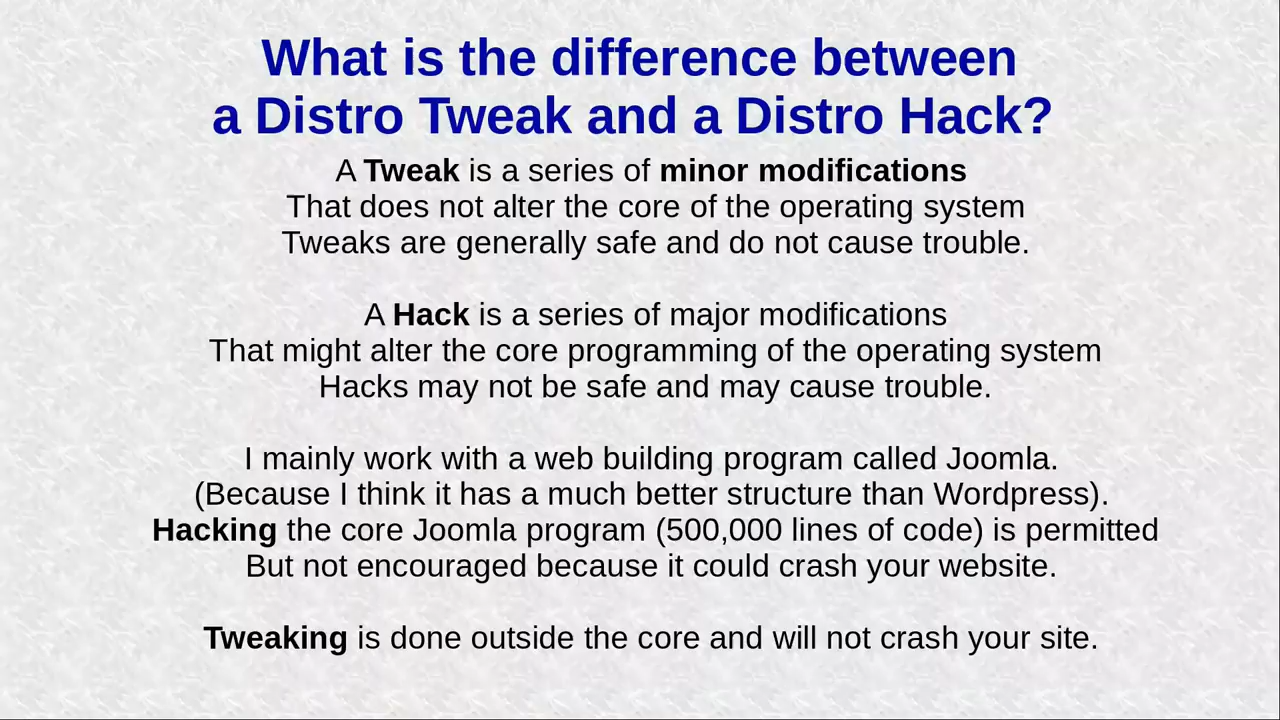 What is the difference between
a Distro Tweak and a Distro Hack?
A Tweak is a series of minor modifications
That does not alter the core of the operating system
Tweaks are generally safe and do not cause trouble.
A Hack is a series of major modifications
That might alter the core programming of the operating system
Hacks may not be safe and may cause trouble.
I mainly work with a web building program called Joomla.
(Because I think it has a much better structure than Wordpress).
Hacking the core Joomla program (500,000 lines of code) is permitted
But not encouraged because it could crash your website.
Tweaking is done outside the core and will not crash your site.